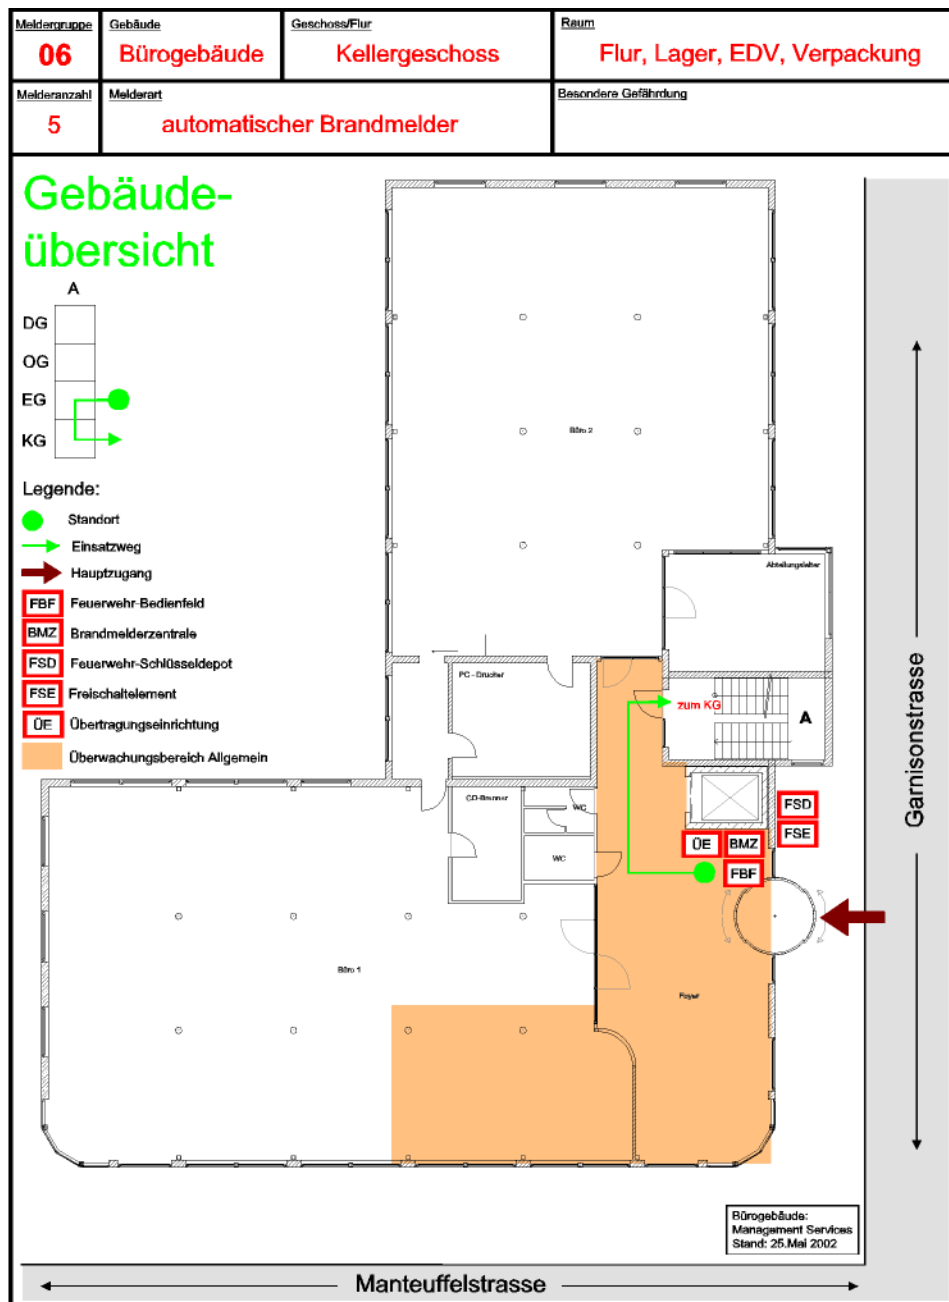 Meldergruppe
06
Gebäude
Bürogebäude
Geschoss/Flur
Kellergeschoss
Raum
Flur, Lager, EDV, Verpackung
Melderanzahl
5
Melderart
automatischer Brandmelder
Besondere Gefährdung
Gebäude-
übersicht
A
DG
OG
EG
KG
Legende:
Standort
Einsatzweg
Hauptzugang
FBF Feuerwehr-Bedienfeld
BMZ Brandmelderzentrale
FSD Feuerwehr-Schlüsseldepot
FSE Freischaltelement
ÜE Übertragungseinrichtung
Überwachungsbereich Allgemein
Büro 2
Abteilungsleiter
PC - Drucker
zum KG
A
CD-Brenner
WC
WC
FSD
FSE
ÜE
BMZ
FBF
Büro 1
Foyer
Garnisonstrasse
Bürogebäude:
Management Services
Stand: 25.Mai 2002
Manteuffelstrasse